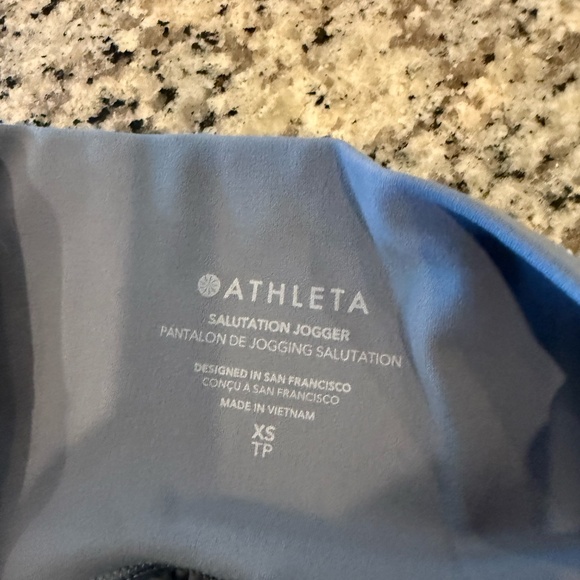 ATHLETA
SALUTATION JOGGER
PANTALON DE JOGGING SALUTATION
DESIGNED IN SAN FRANCISCO
CONÇU A SAN FRANCISCO
MADE IN VIETNAM
XS
TP